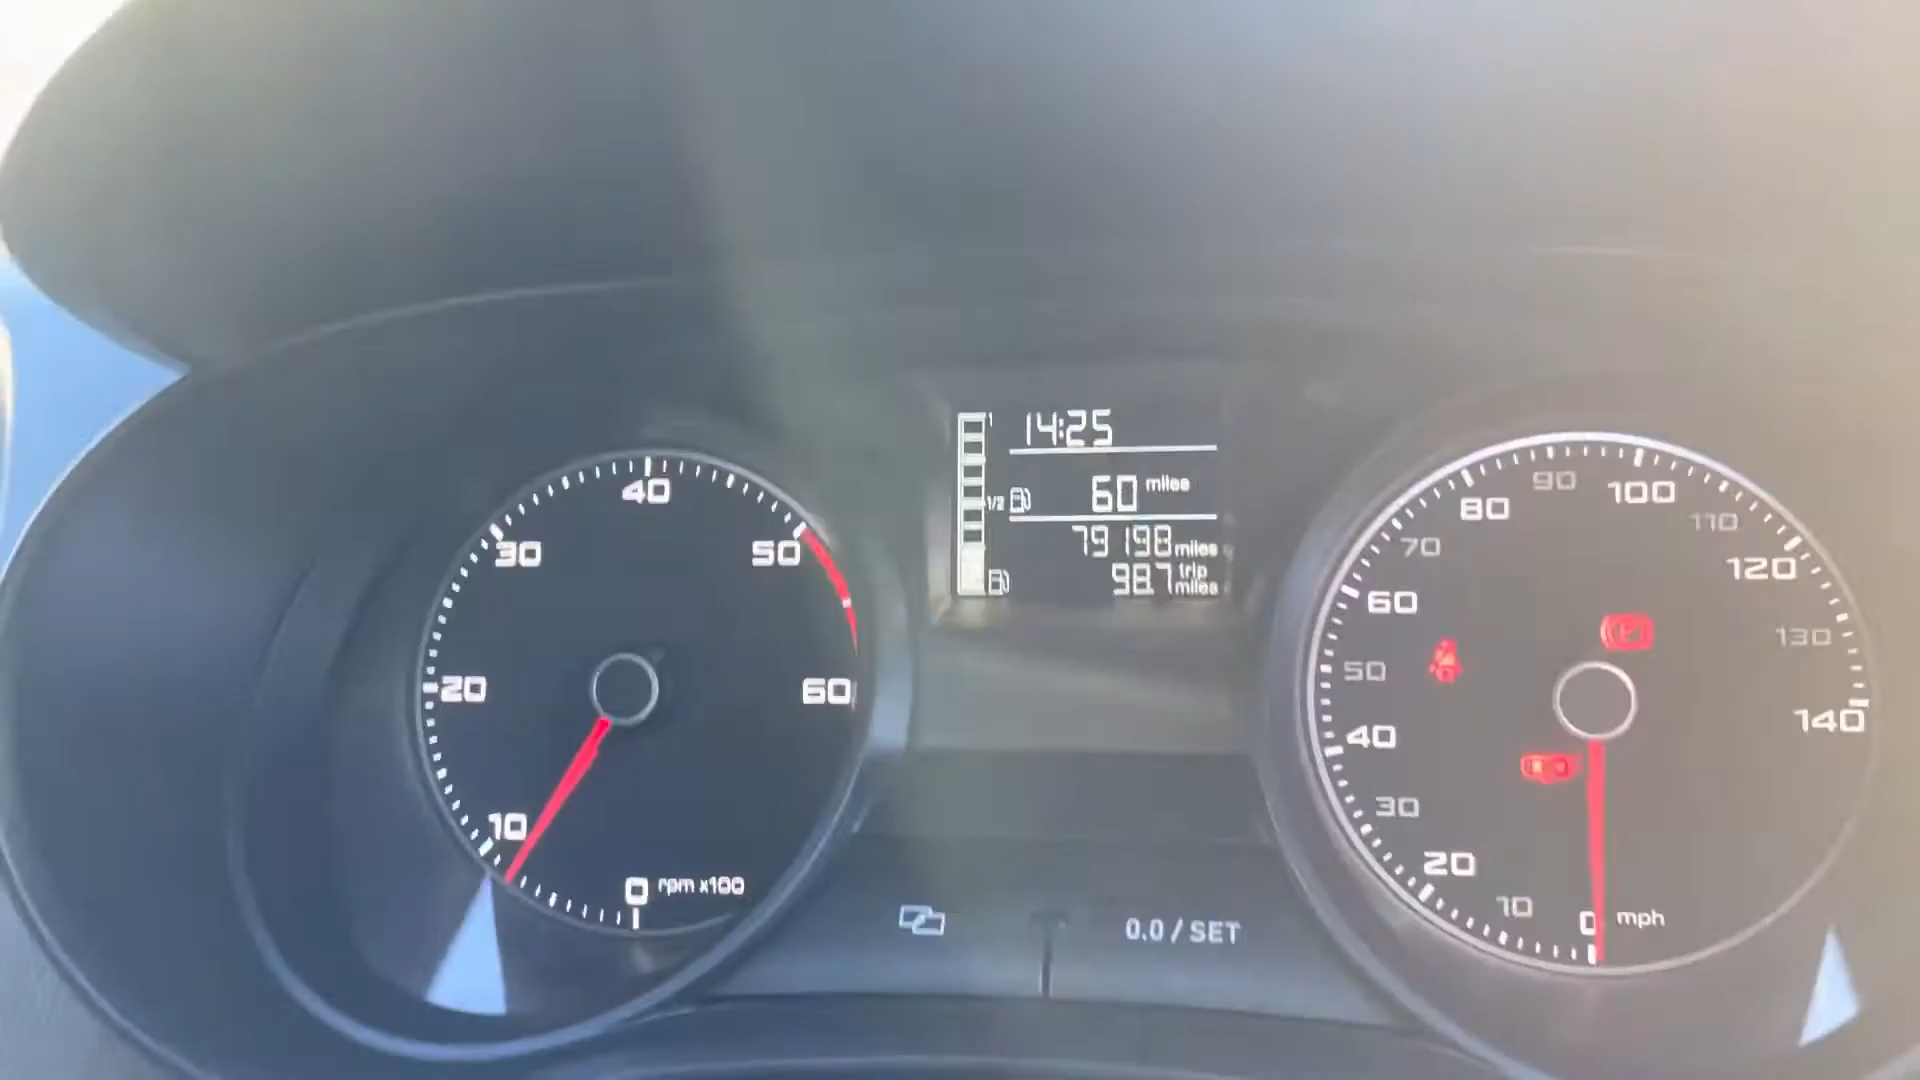 1 14:25
1/2 60 miles
79198 miles
98.7 trip miles
0 10 20 30 40 50 60
rpm x100
0 10 20 30 40 50 60 70 80 90 100 110 120 130 140
mph
0.0 / SET